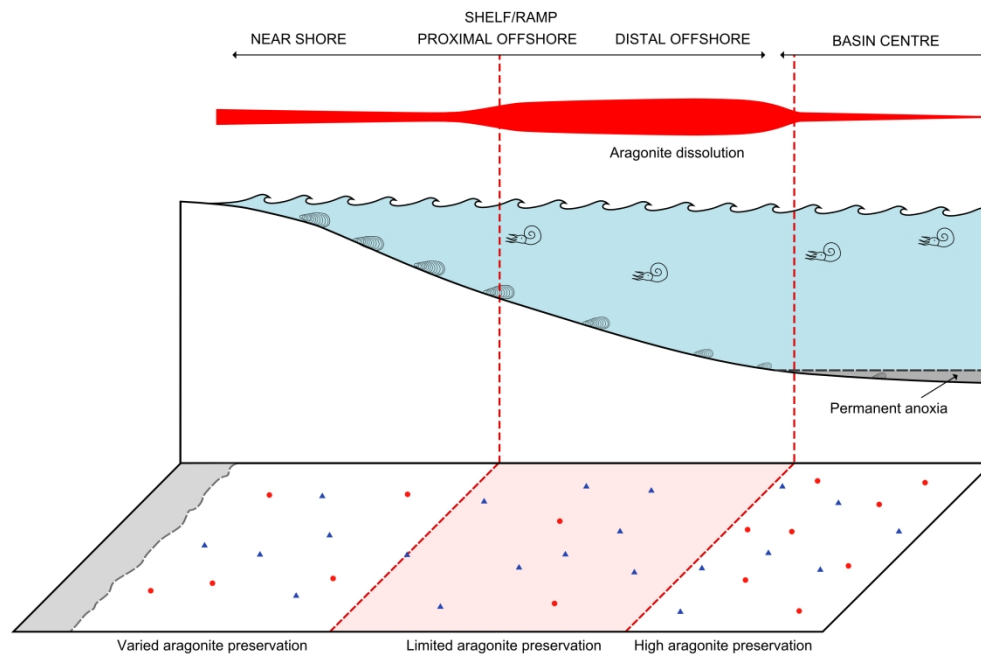 SHELF/RAMP
NEAR SHORE PROXIMAL OFFSHORE DISTAL OFFSHORE BASIN CENTRE
Aragonite dissolution
Permanent anoxia
Varied aragonite preservation Limited aragonite preservation High aragonite preservation